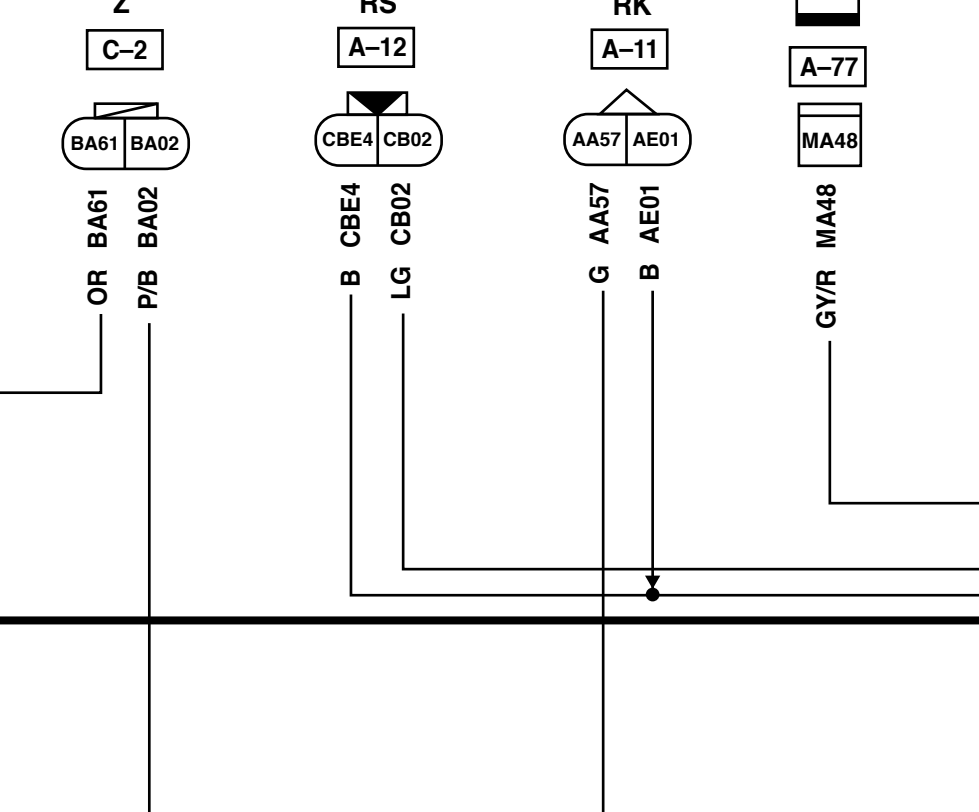 Z
C–2
BA61 BA02
OR BA61
P/B BA02
RS
A–12
CBE4 CB02
B CBE4
LG CB02
RK
A–11
AA57 AE01
G AA57
B AE01
A–77
MA48
GY/R MA48